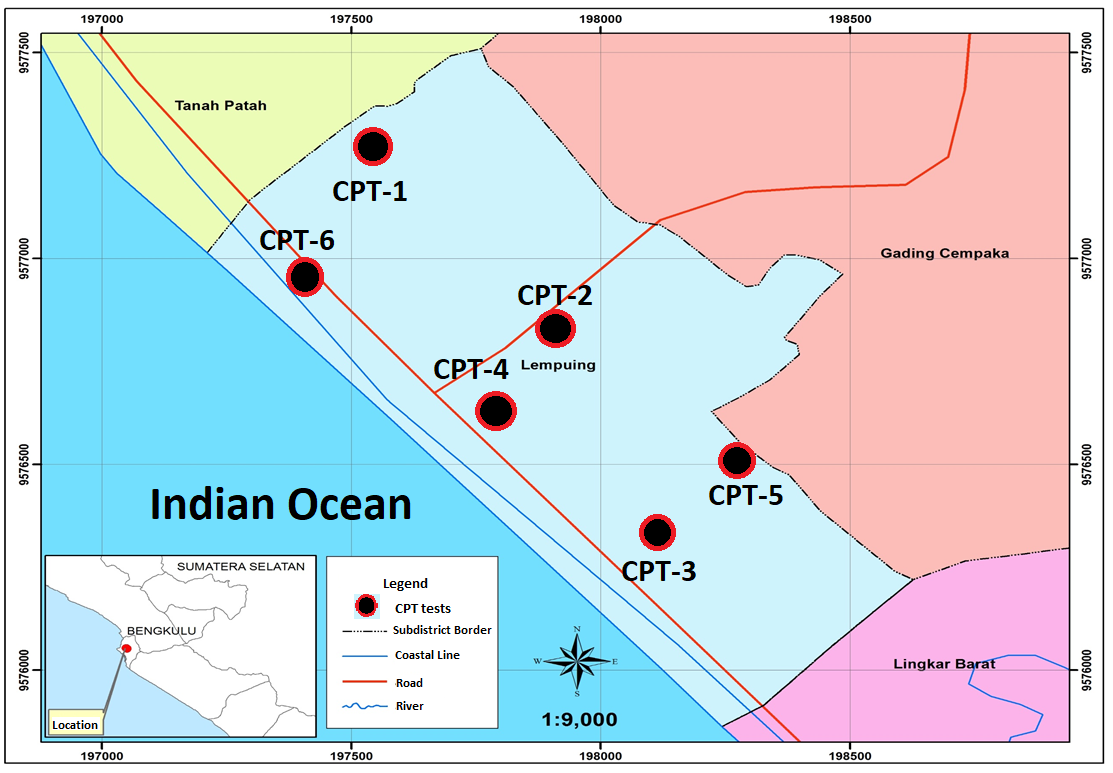 197000 197500 198000 198500
9577500 9577500
Tanah Patah
CPT-1
CPT-6
9577000 9577000
Gading Cempaka
CPT-2
CPT-4
Lempuing
9576500 9576500
CPT-5
Indian Ocean
CPT-3
SUMATERA SELATAN
BENGKULU
Location
Legend
CPT tests
Subdistrict Border
Coastal Line
Road
River
N
W E
S
1:9,000
Lingkar Barat
9576000 9576000
197000 197500 198000 198500